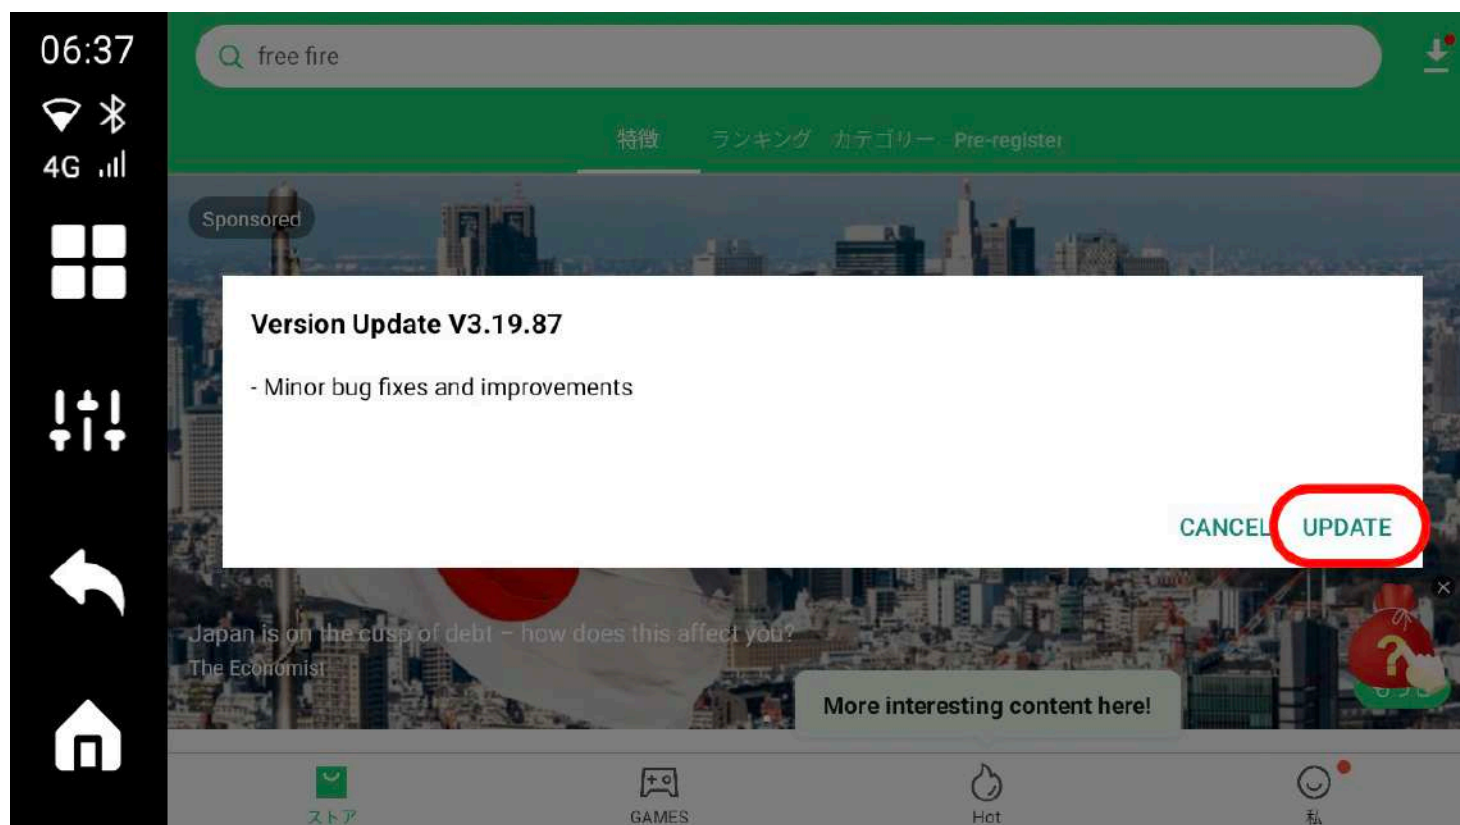 06:37
4G
free fire
特徴 ランキング カテゴリー Pre-register
Sponsored
Version Update V3.19.87
- Minor bug fixes and improvements
CANCEL UPDATE
Japan is on the cusp of debt – how does this affect you?
The Economist
?
More interesting content here!
ストア GAMES Hot 私